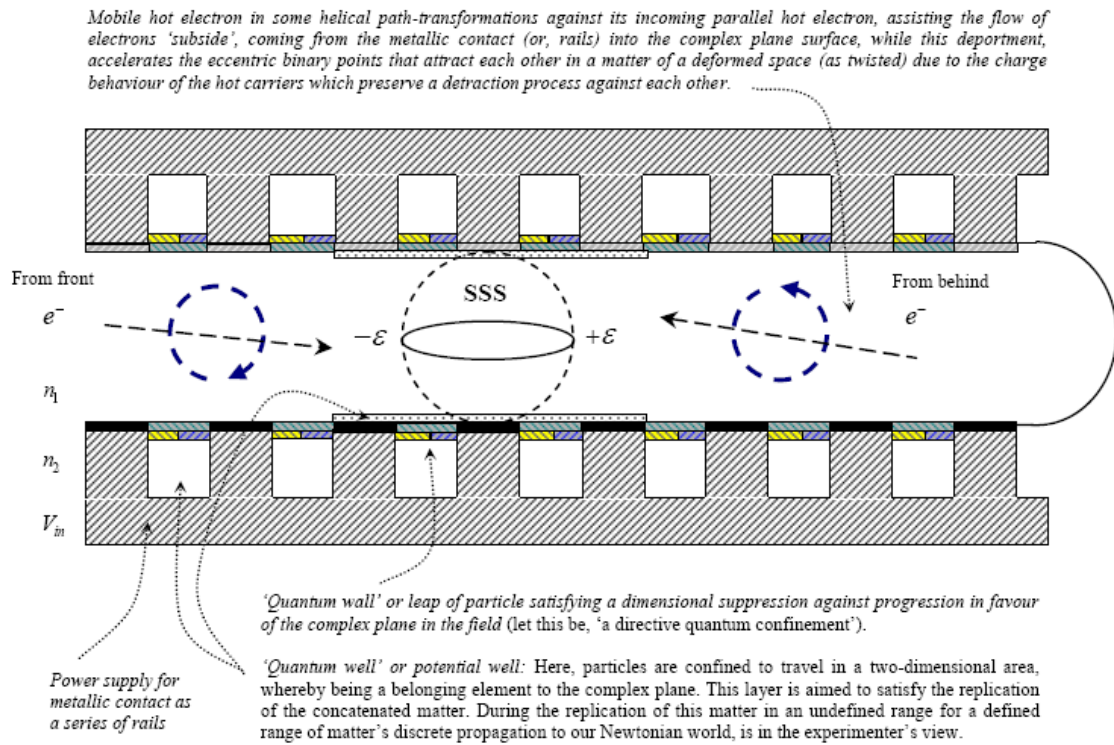 Mobile hot electron in some helical path-transformations against its incoming parallel hot electron, assisting the flow of
electrons ‘subside’, coming from the metallic contact (or, rails) into the complex plane surface, while this department,
accelerates the eccentric binary points that attract each other in a matter of a deformed space (as twisted) due to the charge
behaviour of the hot carriers which preserve a detraction process against each other.
From front
From behind
SSS
e⁻
−ε
+ε
e⁻
n₁
n₂
Vᵢₙ
‘Quantum wall’ or leap of particle satisfying a dimensional suppression against progression in favour
of the complex plane in the field (let this be, ‘a directive quantum confinement’).
‘Quantum well’ or potential well: Here, particles are confined to travel in a two-dimensional area,
whereby being a belonging element to the complex plane. This layer is aimed to satisfy the replication
of the concatenated matter. During the replication of this matter in an undefined range for a defined
range of matter’s discrete propagation to our Newtonian world, is in the experimenter’s view.
Power supply for
metallic contact as
a series of rails